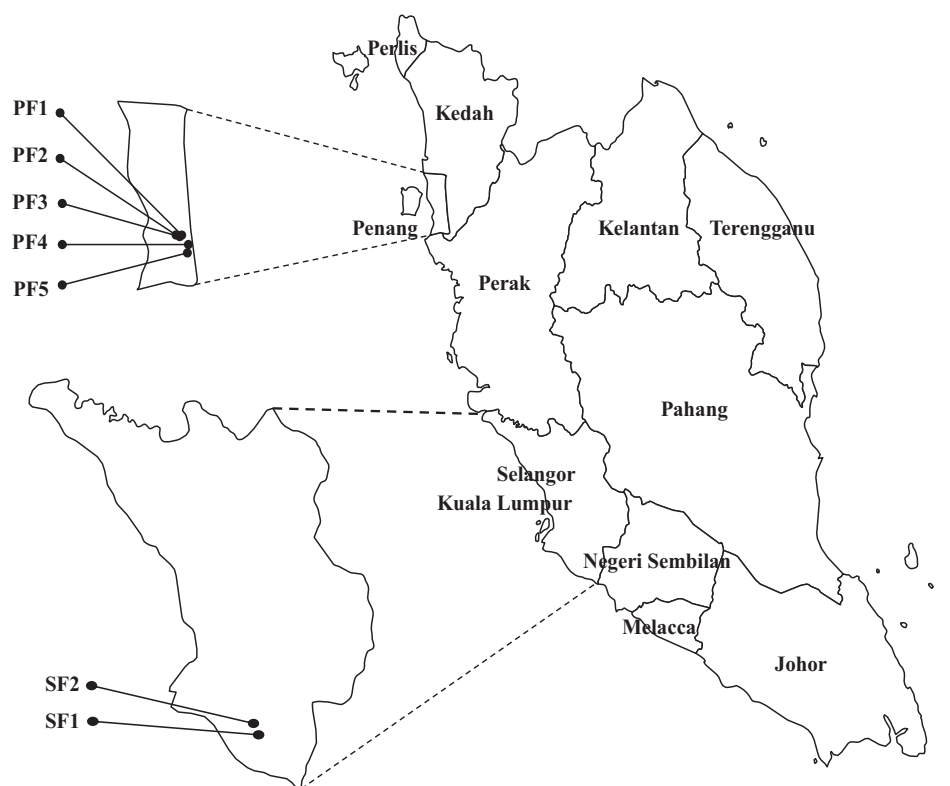 Perlis
PF1
Kedah
PF2
PF3
Penang
Kelantan
Terengganu
PF4
Perak
PF5
Pahang
Selangor
Kuala Lumpur
Negeri Sembilan
Melacca
Johor
SF2
SF1